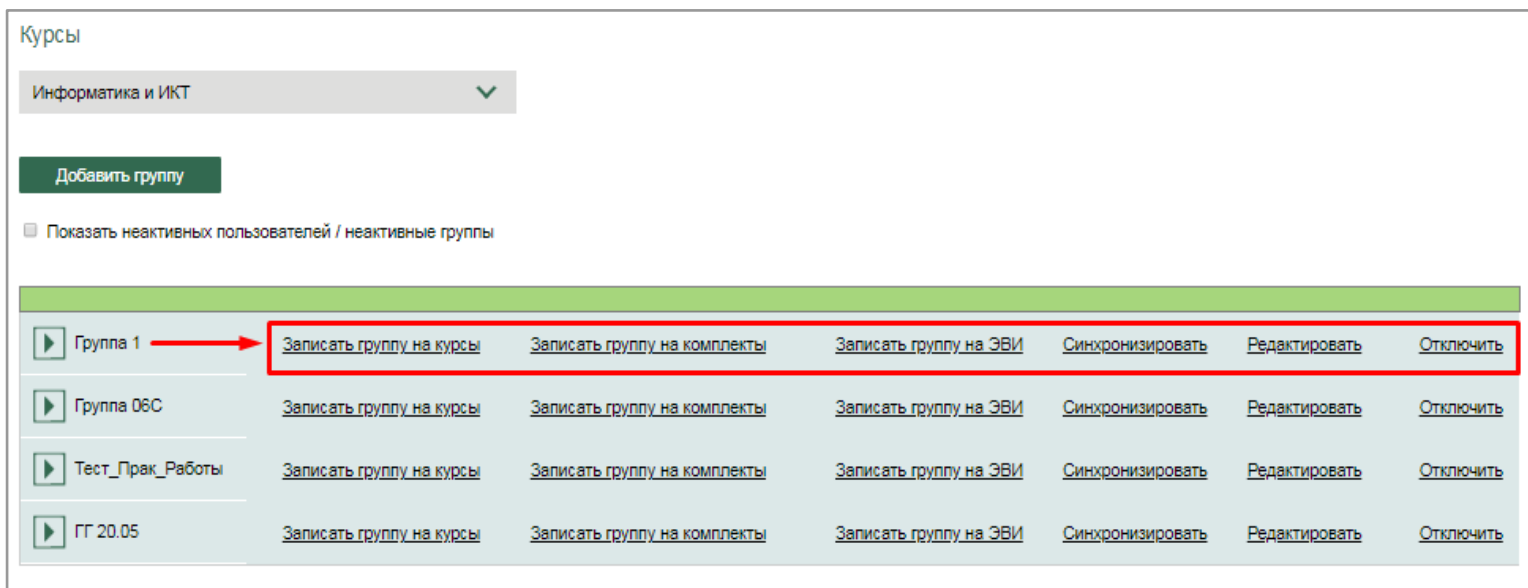 Курсы
Информатика и ИКТ
Добавить группу
Показать неактивных пользователей / неактивные группы
Группа 1 Записать группу на курсы Записать группу на комплекты Записать группу на ЭВИ Синхронизировать Редактировать Отключить
Группа 06С Записать группу на курсы Записать группу на комплекты Записать группу на ЭВИ Синхронизировать Редактировать Отключить
Тест_Прак_Работы Записать группу на курсы Записать группу на комплекты Записать группу на ЭВИ Синхронизировать Редактировать Отключить
ГГ 20.05 Записать группу на курсы Записать группу на комплекты Записать группу на ЭВИ Синхронизировать Редактировать Отключить